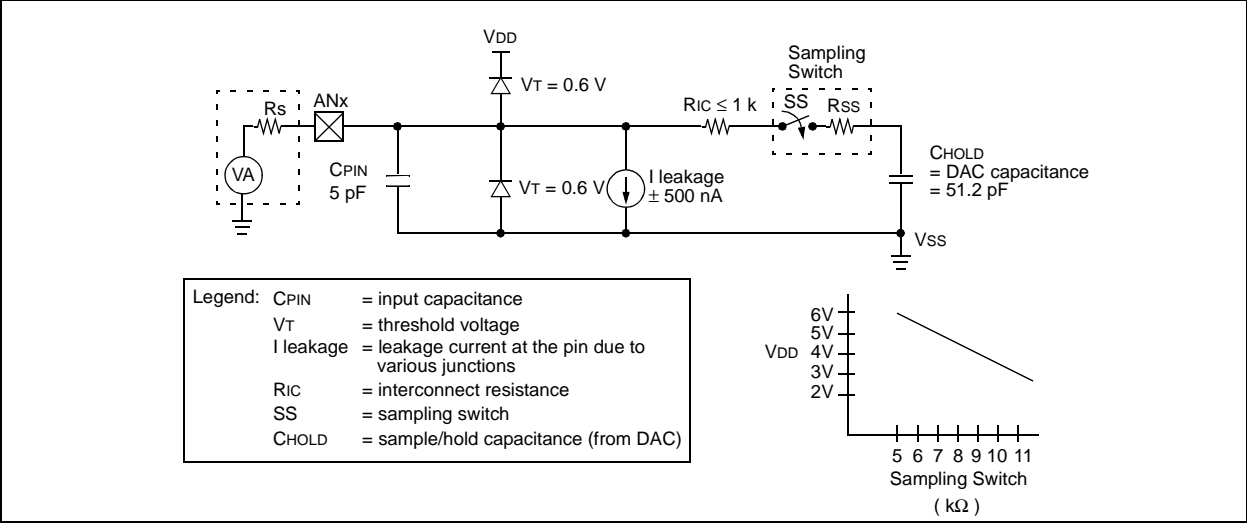 VDD
Sampling
Switch
VT = 0.6 V
RS
ANx
RIC ≤ 1 k
SS
RSS
VA
CPIN
5 pF
VT = 0.6 V
I leakage
± 500 nA
CHOLD
= DAC capacitance
= 51.2 pF
VSS
Legend: CPIN = input capacitance
VT = threshold voltage
I leakage = leakage current at the pin due to
various junctions
RIC = interconnect resistance
SS = sampling switch
CHOLD = sample/hold capacitance (from DAC)
6V
5V
VDD 4V
3V
2V
5 6 7 8 9 10 11
Sampling Switch
( kΩ )